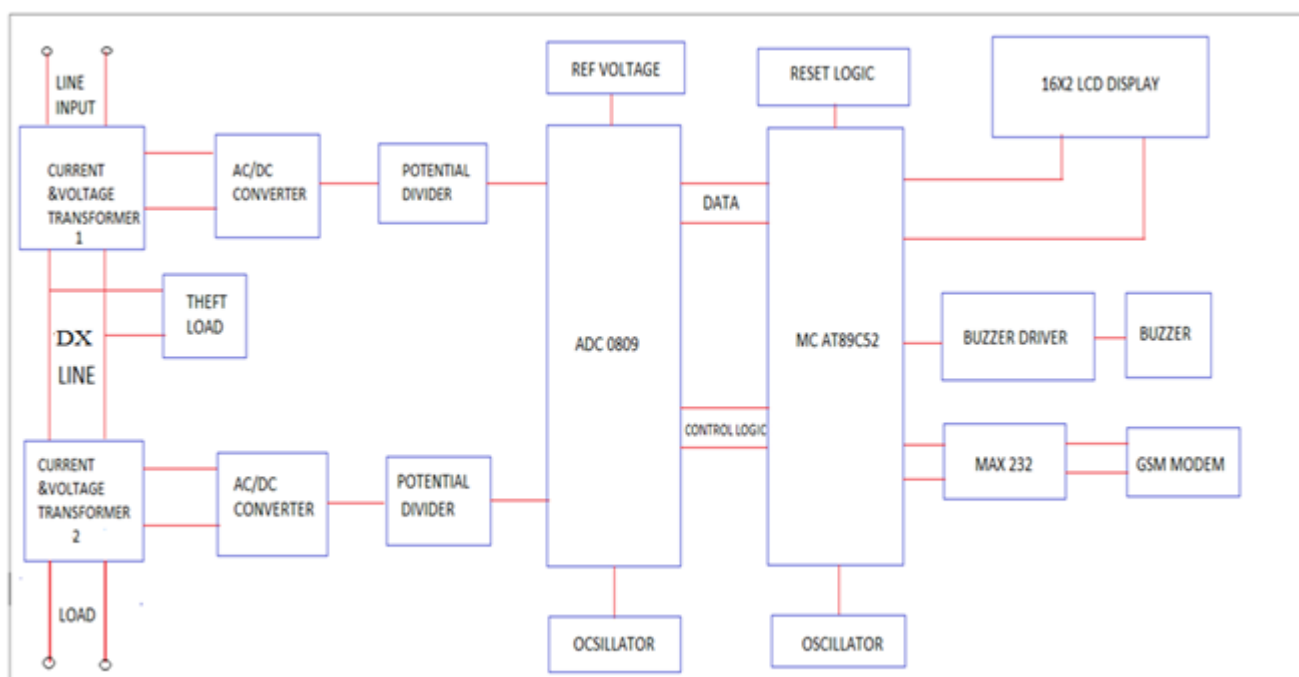 LINE
INPUT
REF VOLTAGE
RESET LOGIC
16X2 LCD DISPLAY
CURRENT
&VOLTAGE
TRANSFORMER
1
AC/DC
CONVERTER
POTENTIAL
DIVIDER
DATA
THEFT
LOAD
DX
LINE
ADC 0809
MC AT89C52
BUZZER DRIVER
BUZZER
CONTROL LOGIC
CURRENT
&VOLTAGE
TRANSFORMER
2
AC/DC
CONVERTER
POTENTIAL
DIVIDER
MAX 232
GSM MODEM
LOAD
OCSILLATOR
OSCILLATOR